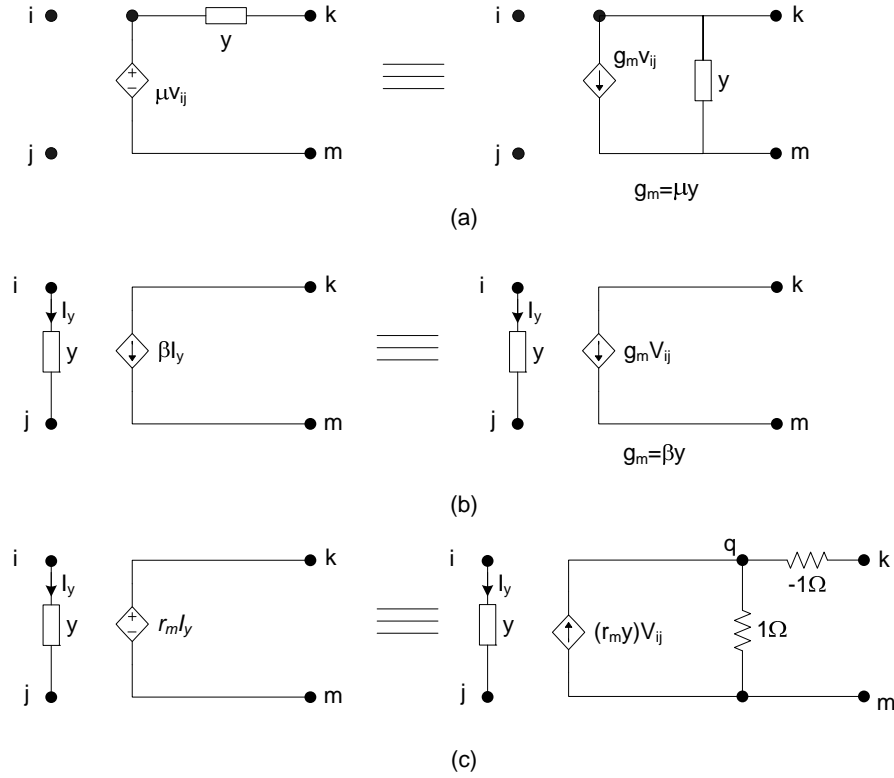 i k i k
y
+
− μv_ij g_m v_ij y
j m j m
g_m=μy
(a)
i k i k
I_y I_y
y βI_y y g_m V_ij
j m j m
g_m=βy
(b)
i k i q k
I_y I_y -1Ω
y + − r_m I_y y (r_m y)V_ij 1Ω
j m j m
(c)